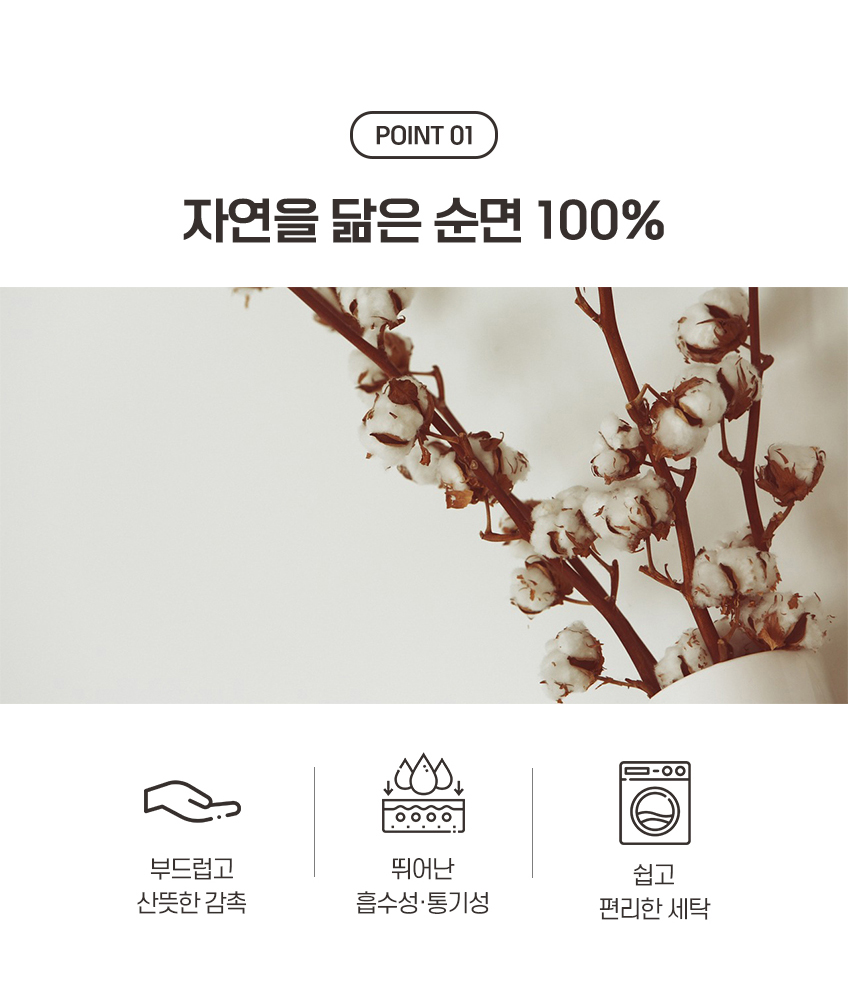 POINT 01
자연을 닮은 순면 100%
부드럽고
산뜻한 감촉
뛰어난
흡수성·통기성
쉽고
편리한 세탁